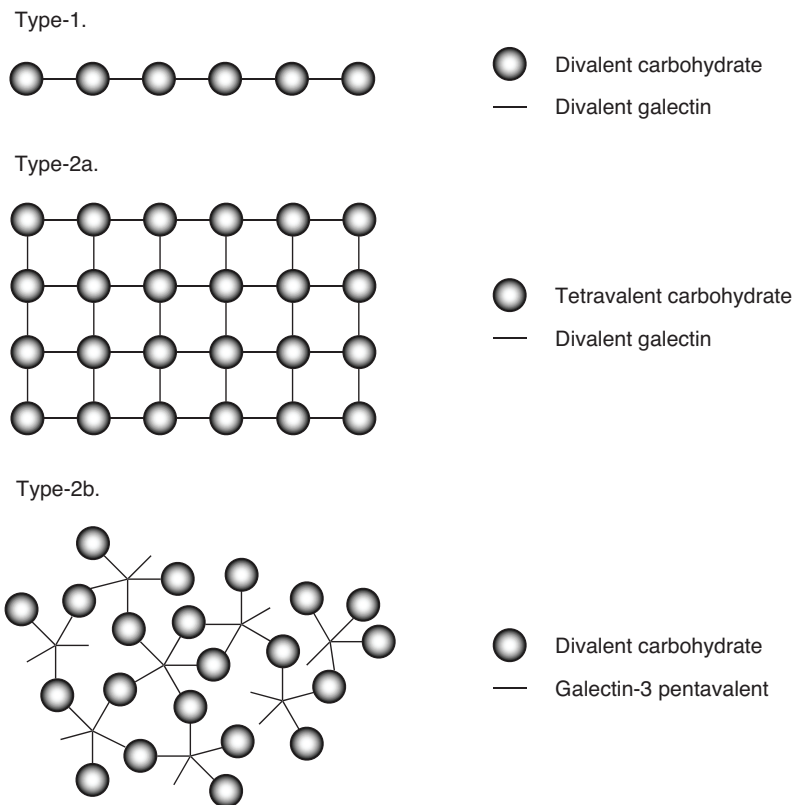 Type-1.
Divalent carbohydrate
Divalent galectin
Type-2a.
Tetravalent carbohydrate
Divalent galectin
Type-2b.
Divalent carbohydrate
Galectin-3 pentavalent